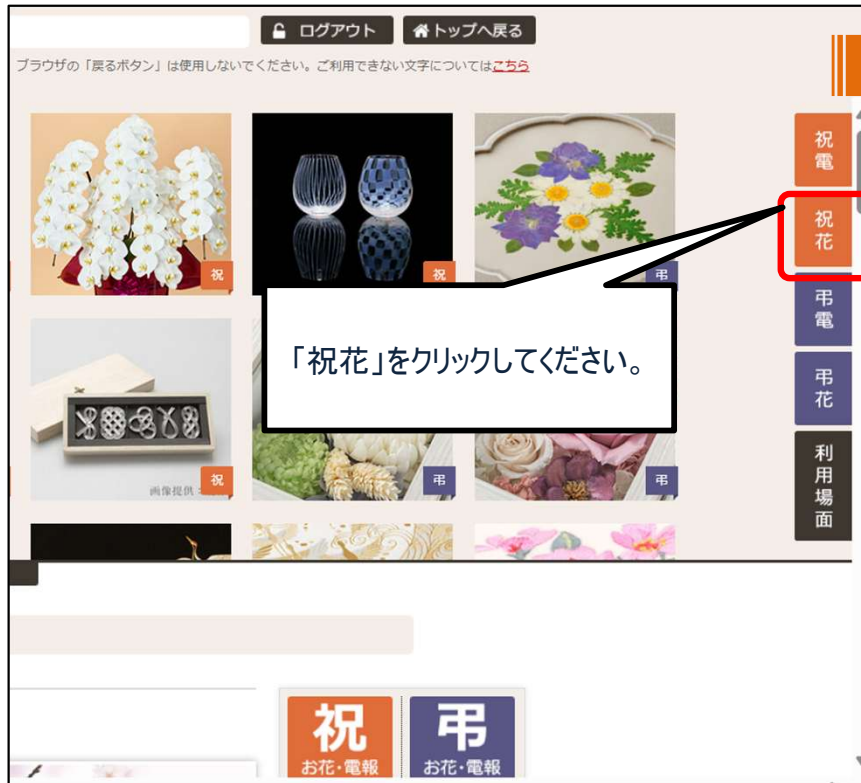 ログアウト
トップへ戻る
ブラウザの「戻るボタン」は使用しないでください。ご利用できない文字についてはこちら
祝電
祝花
弔電
弔花
利用場面
祝
祝
弔
「祝花」をクリックしてください。
画像提供：
祝
弔
弔
祝
お花・電報
弔
お花・電報